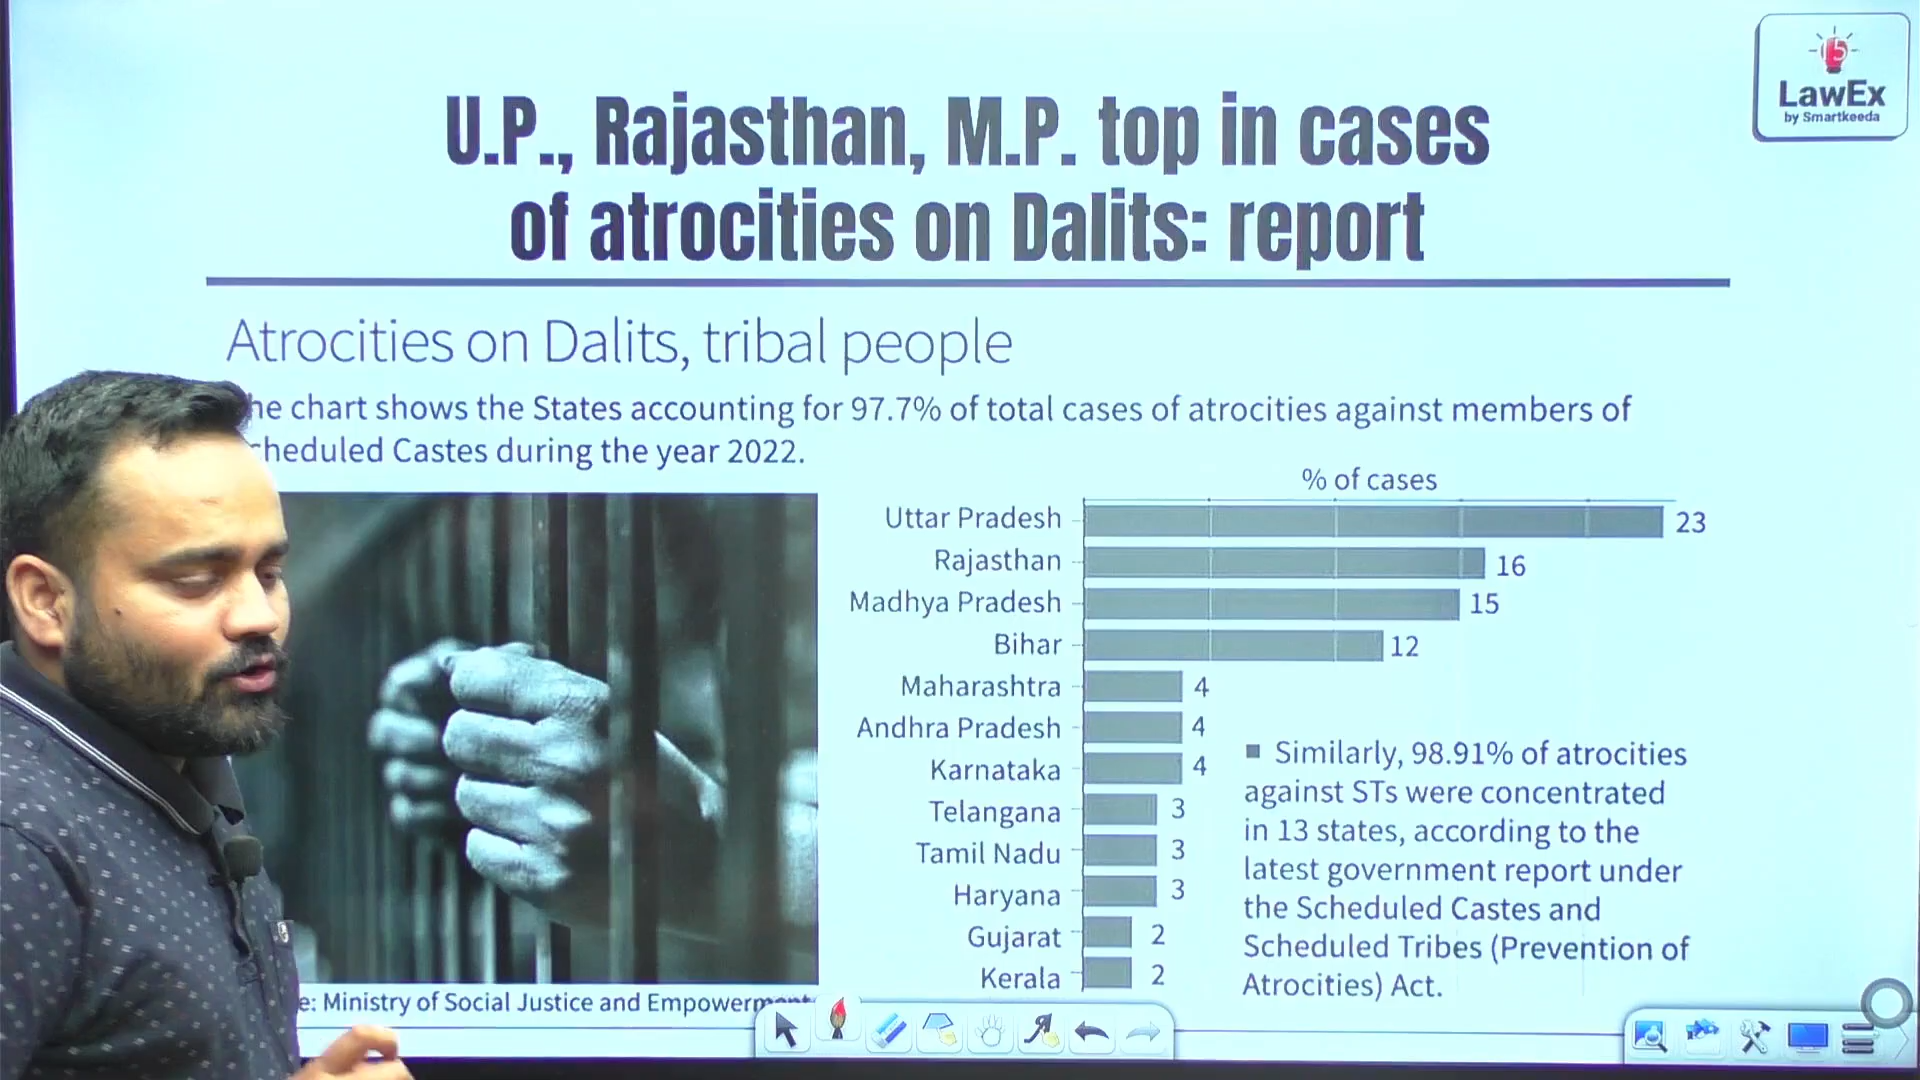 LawEx
by Smartkeeda
U.P., Rajasthan, M.P. top in cases
of atrocities on Dalits: report
Atrocities on Dalits, tribal people
he chart shows the States accounting for 97.7% of total cases of atrocities against members of
cheduled Castes during the year 2022.
% of cases
Uttar Pradesh 23
Rajasthan 16
Madhya Pradesh 15
Bihar 12
Maharashtra 4
Andhra Pradesh 4
Karnataka 4
Telangana 3
Tamil Nadu 3
Haryana 3
Gujarat 2
Kerala 2
■ Similarly, 98.91% of atrocities
against STs were concentrated
in 13 states, according to the
latest government report under
the Scheduled Castes and
Scheduled Tribes (Prevention of
Atrocities) Act.
e: Ministry of Social Justice and Empowerment